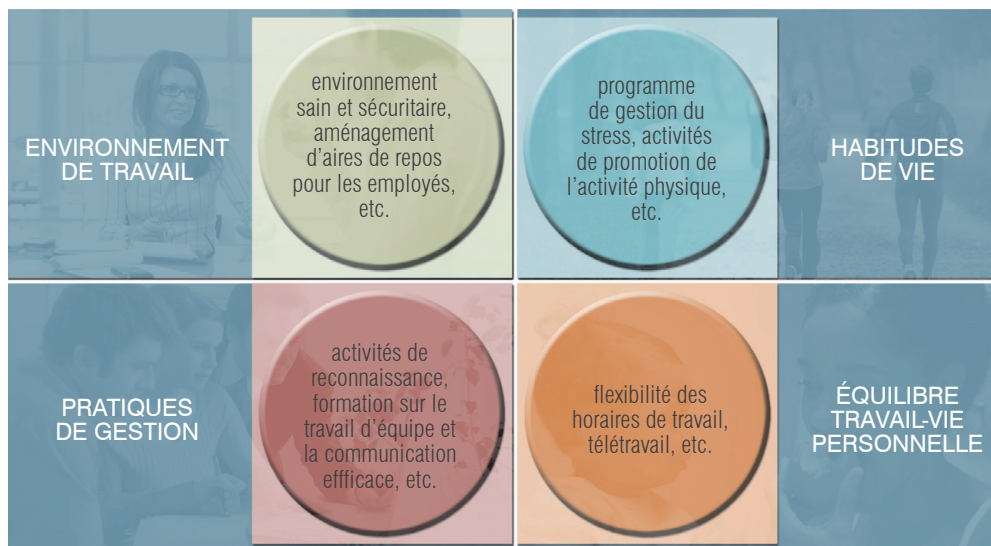 ENVIRONNEMENT
DE TRAVAIL
environnement
sain et sécuritaire,
aménagement
d'aires de repos
pour les employés,
etc.
programme
de gestion du
stress, activités
de promotion de
l'activité physique,
etc.
HABITUDES
DE VIE
PRATIQUES
DE GESTION
activités de
reconnaissance,
formation sur le
travail d'équipe et
la communication
effficace, etc.
flexibilité des
horaires de travail,
télétravail, etc.
ÉQUILIBRE
TRAVAIL-VIE
PERSONNELLE